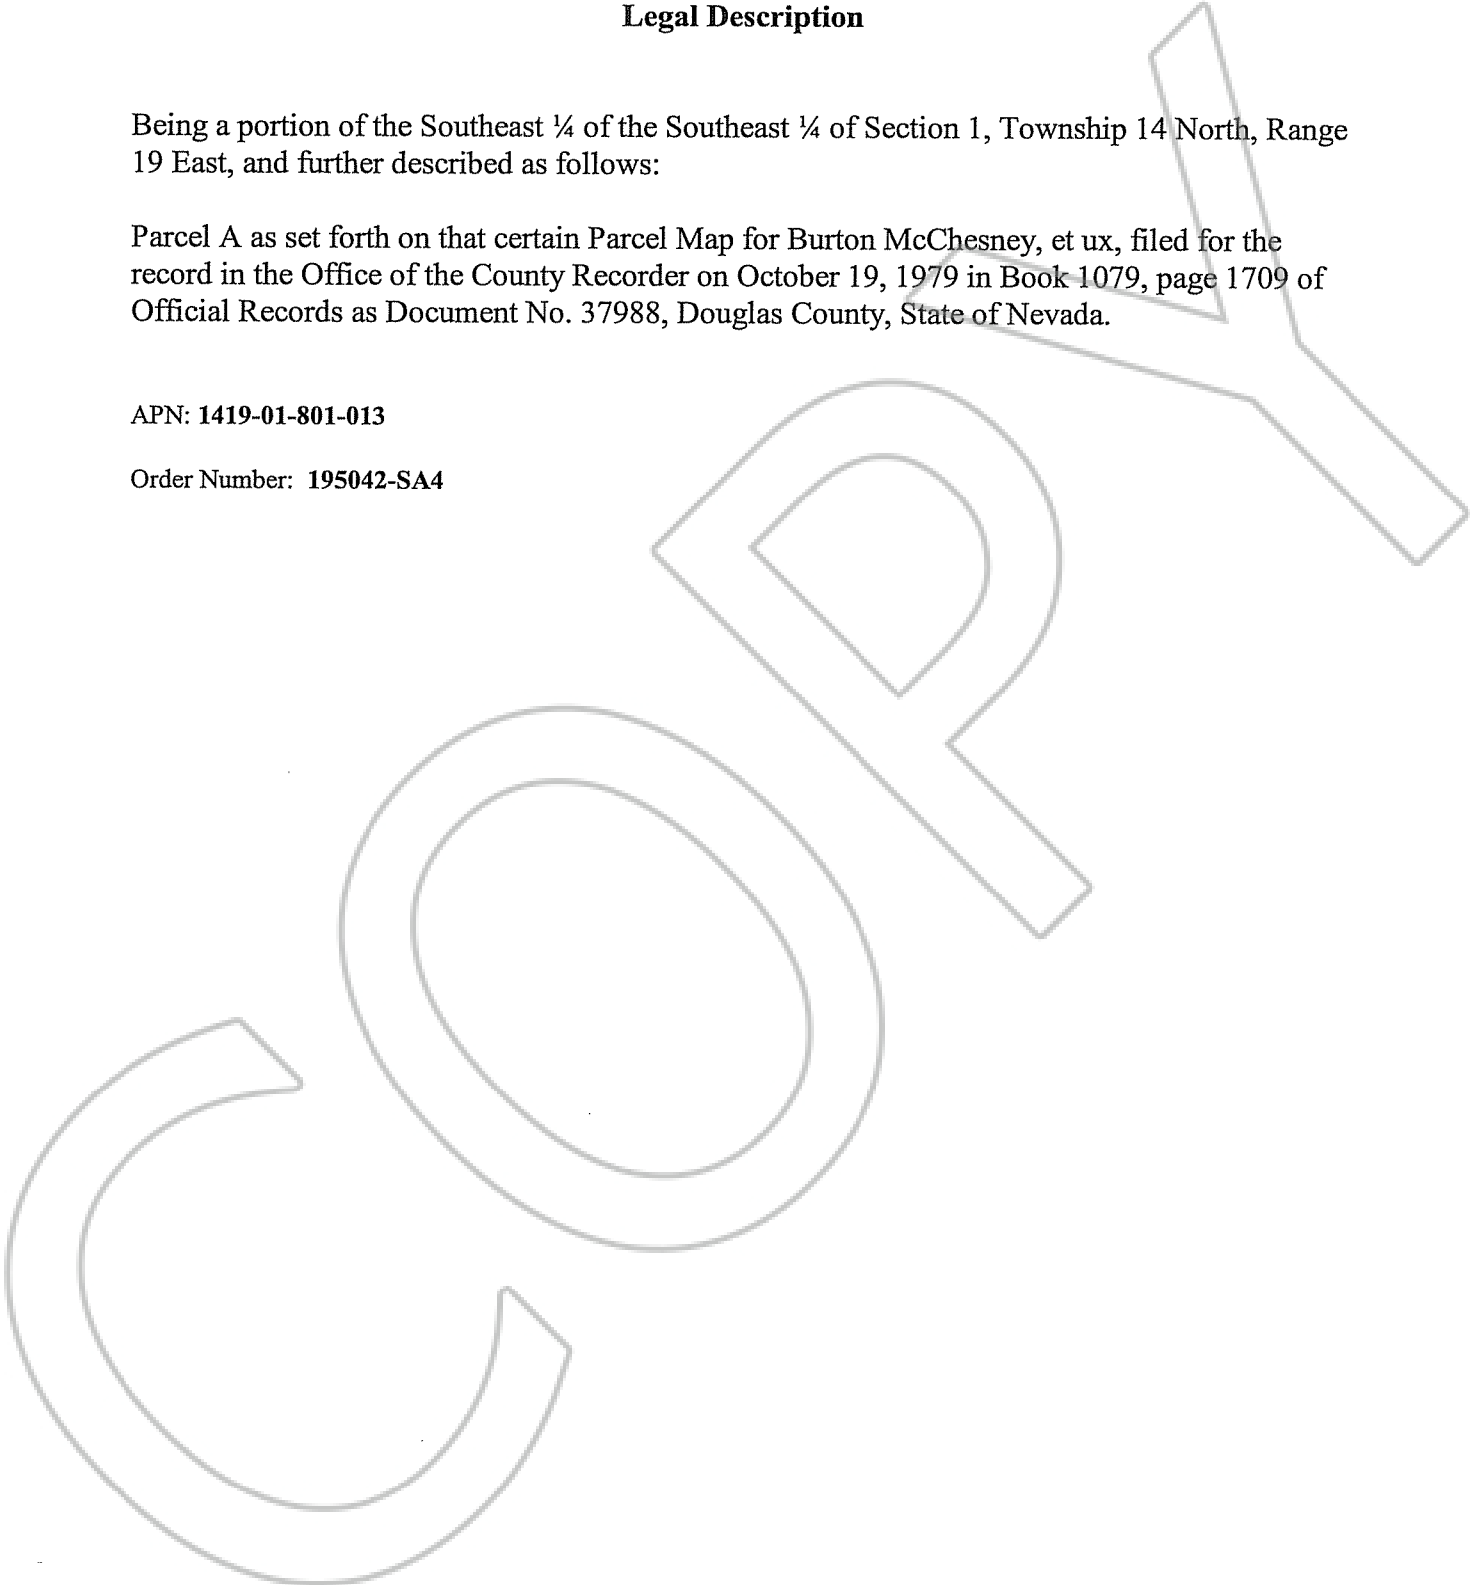 Legal Description
Being a portion of the Southeast ¼ of the Southeast ¼ of Section 1, Township 14 North, Range
19 East, and further described as follows:
Parcel A as set forth on that certain Parcel Map for Burton McChesney, et ux, filed for the
record in the Office of the County Recorder on October 19, 1979 in Book 1079, page 1709 of
Official Records as Document No. 37988, Douglas County, State of Nevada.
APN: 1419-01-801-013
Order Number: 195042-SA4
COPY